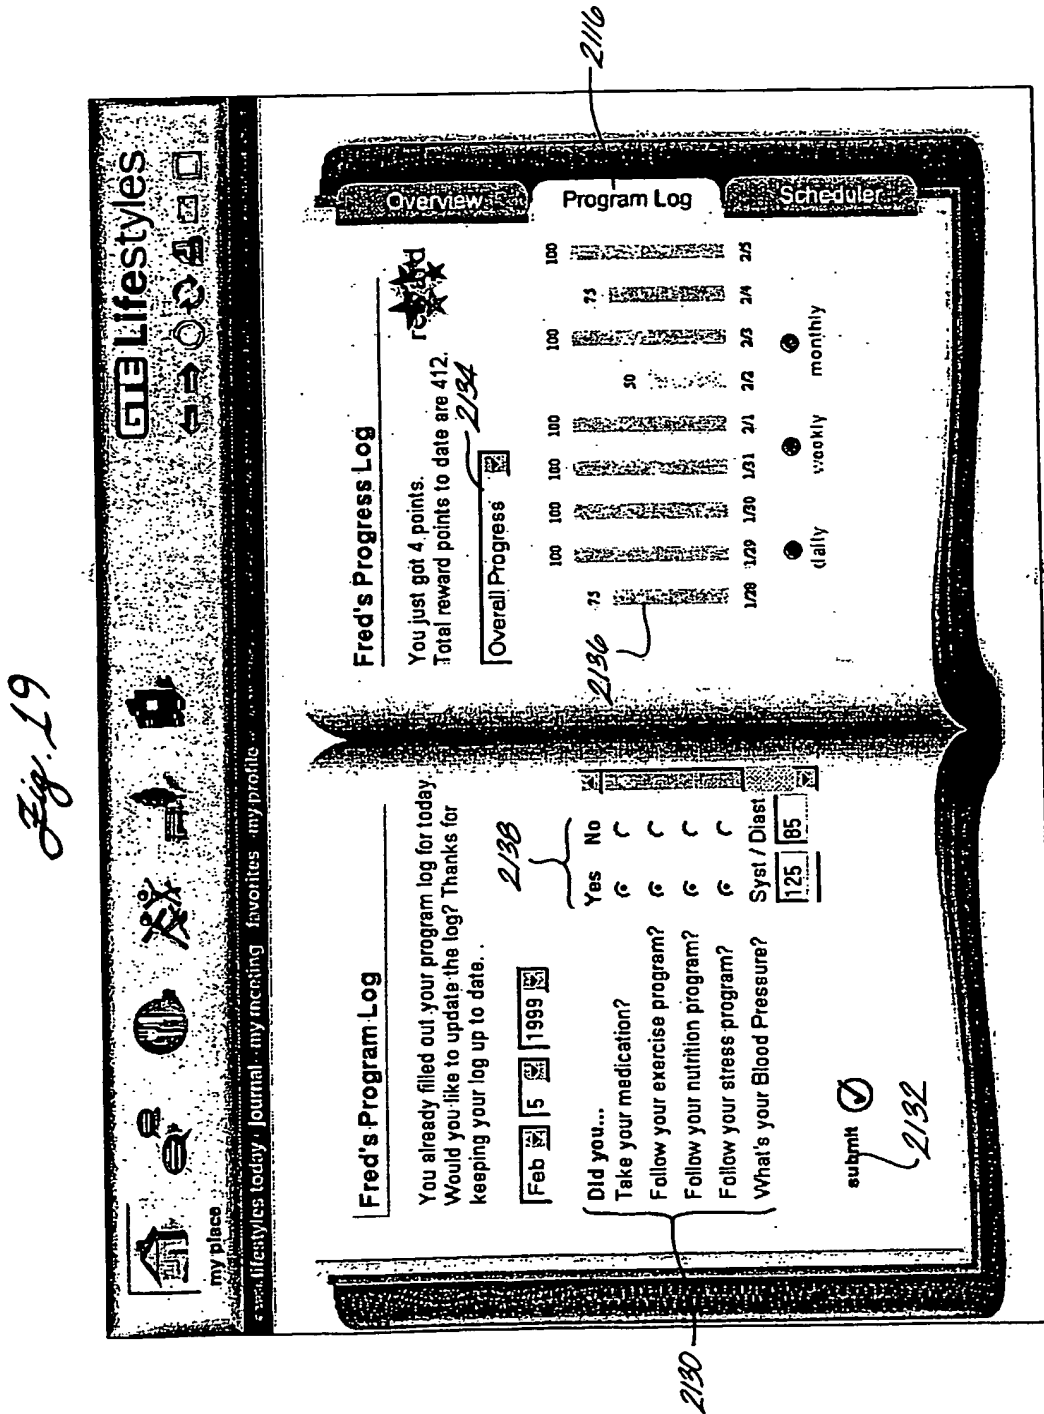 Fig. 19
GTE Lifestyles
my place
lifestyles today journal my meeting favorites my profile
Fred's Program Log
You already filled out your program log for today.
Would you like to update the log? Thanks for
keeping your log up to date. .
Feb 5 1999
2138
Did you... Yes No
Take your medication?
Follow your exercise program?
Follow your nutrition program?
Follow your stress program?
What's your Blood Pressure? Syst / Diast
125 85
submit
2132
2130
Fred's Progress Log
You just got 4 points.
Total reward points to date are 412.
reward
2134
Overall Progress
75 100 100 100 100 50 100 75 100
2136
1/28 1/29 1/30 1/31 2/1 2/2 2/3 2/4 2/5
daily weekly monthly
Overview
Program Log
Scheduler
2116